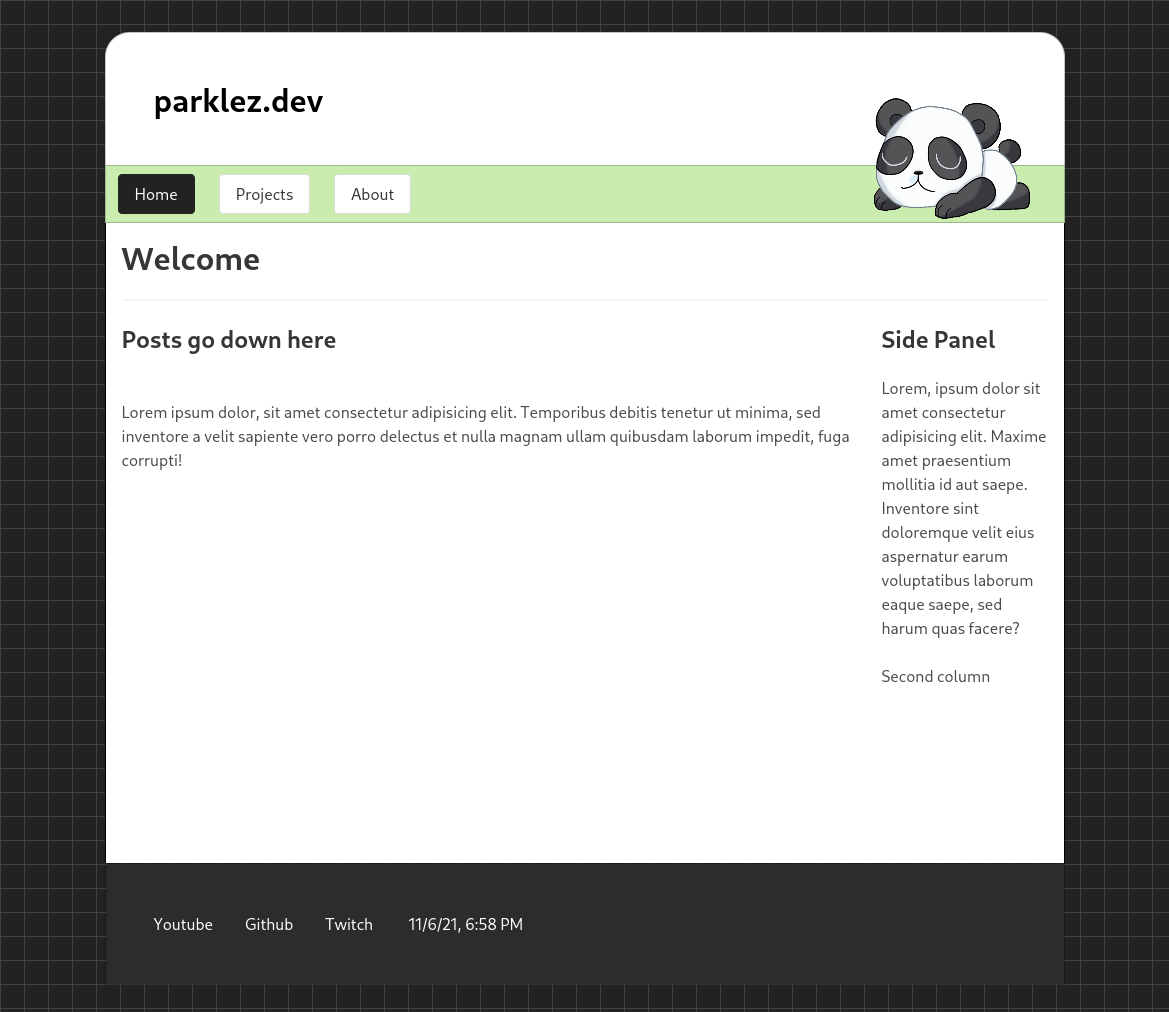 parklez.dev
Home
Projects
About
Welcome
Posts go down here
Lorem ipsum dolor, sit amet consectetur adipisicing elit. Temporibus debitis tenetur ut minima, sed
inventore a velit sapiente vero porro delectus et nulla magnam ullam quibusdam laborum impedit, fuga
corrupti!
Side Panel
Lorem, ipsum dolor sit
amet consectetur
adipisicing elit. Maxime
amet praesentium
mollitia id aut saepe.
Inventore sint
doloremque velit eius
aspernatur earum
voluptatibus laborum
eaque saepe, sed
harum quas facere?
Second column
Youtube
Github
Twitch
11/6/21, 6:58 PM